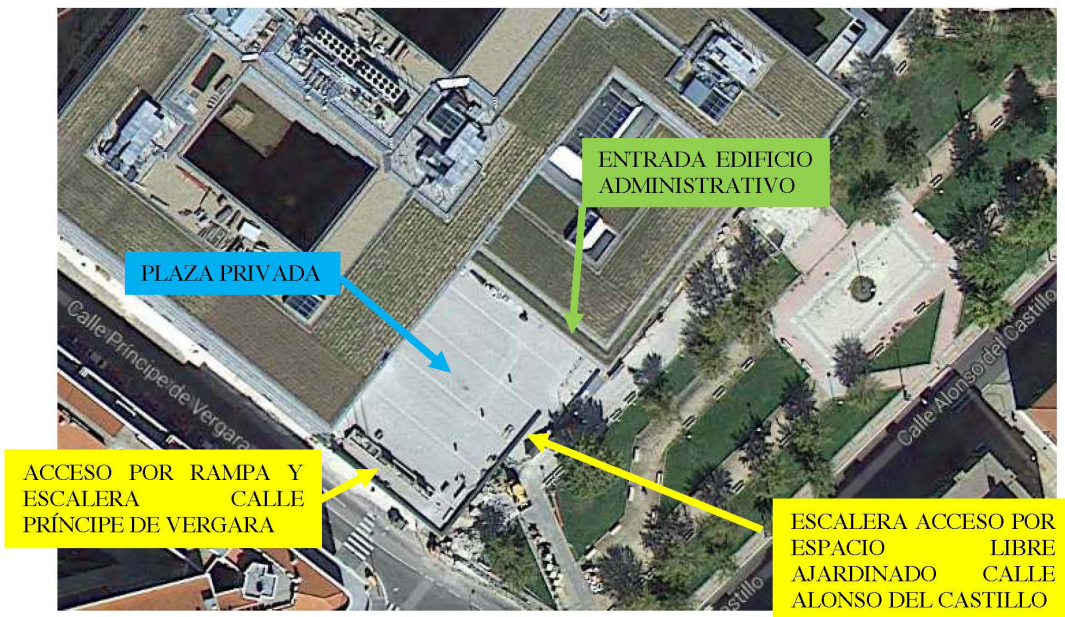 ENTRADA EDIFICIO
ADMINISTRATIVO
PLAZA PRIVADA
Calle Príncipe de Vergara
Calle Alonso del Castillo
ACCESO POR RAMPA Y
ESCALERA CALLE
PRÍNCIPE DE VERGARA
ESCALERA ACCESO POR
ESPACIO LIBRE
AJARDINADO CALLE
ALONSO DEL CASTILLO
stillo